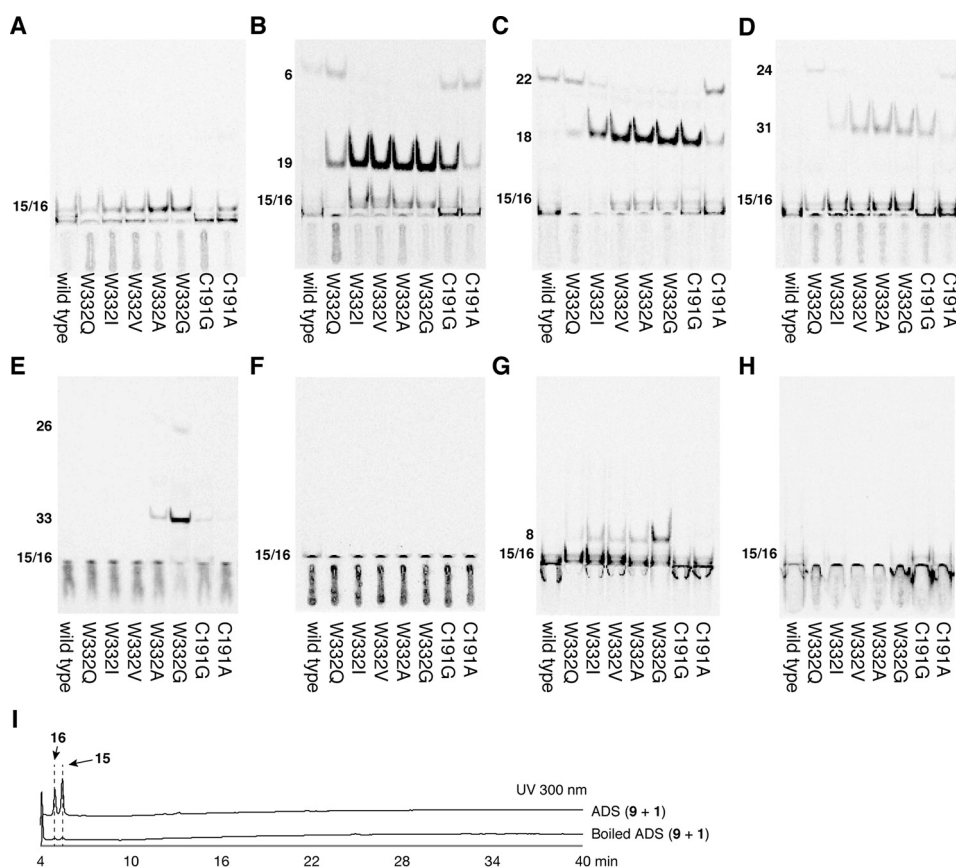 A
B
C
D
15/16
6
19
15/16
22
18
15/16
24
31
15/16
wild type
W332Q
W332I
W332V
W332A
W332G
C191G
C191A
wild type
W332Q
W332I
W332V
W332A
W332G
C191G
C191A
wild type
W332Q
W332I
W332V
W332A
W332G
C191G
C191A
wild type
W332Q
W332I
W332V
W332A
W332G
C191G
C191A
E
F
G
H
26
33
15/16
15/16
8
15/16
15/16
wild type
W332Q
W332I
W332V
W332A
W332G
C191G
C191A
wild type
W332Q
W332I
W332V
W332A
W332G
C191G
C191A
wild type
W332Q
W332I
W332V
W332A
W332G
C191G
C191A
wild type
W332Q
W332I
W332V
W332A
W332G
C191G
C191A
I
16
15
UV 300 nm
ADS (9 + 1)
Boiled ADS (9 + 1)
4 10 16 22 28 34 40 min